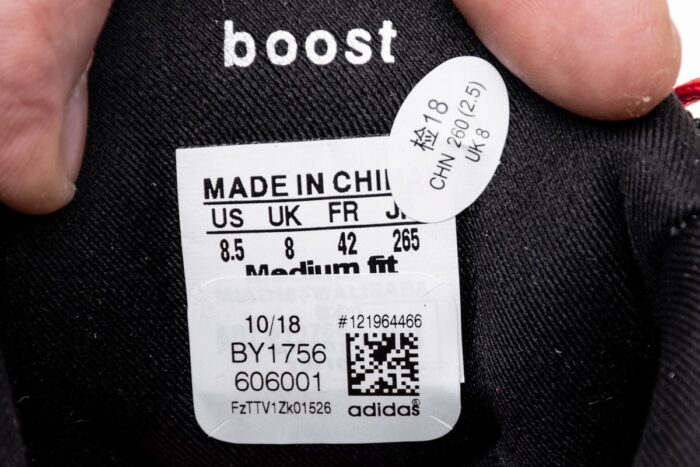 boost
检18
CHN 260 (2.5)
UK 8
MADE IN CHI
US UK FR J
8.5 8 42 265
Medium fit
10/18 #121964466
BY1756
606001
FzTTV1Zk01526 adidas®